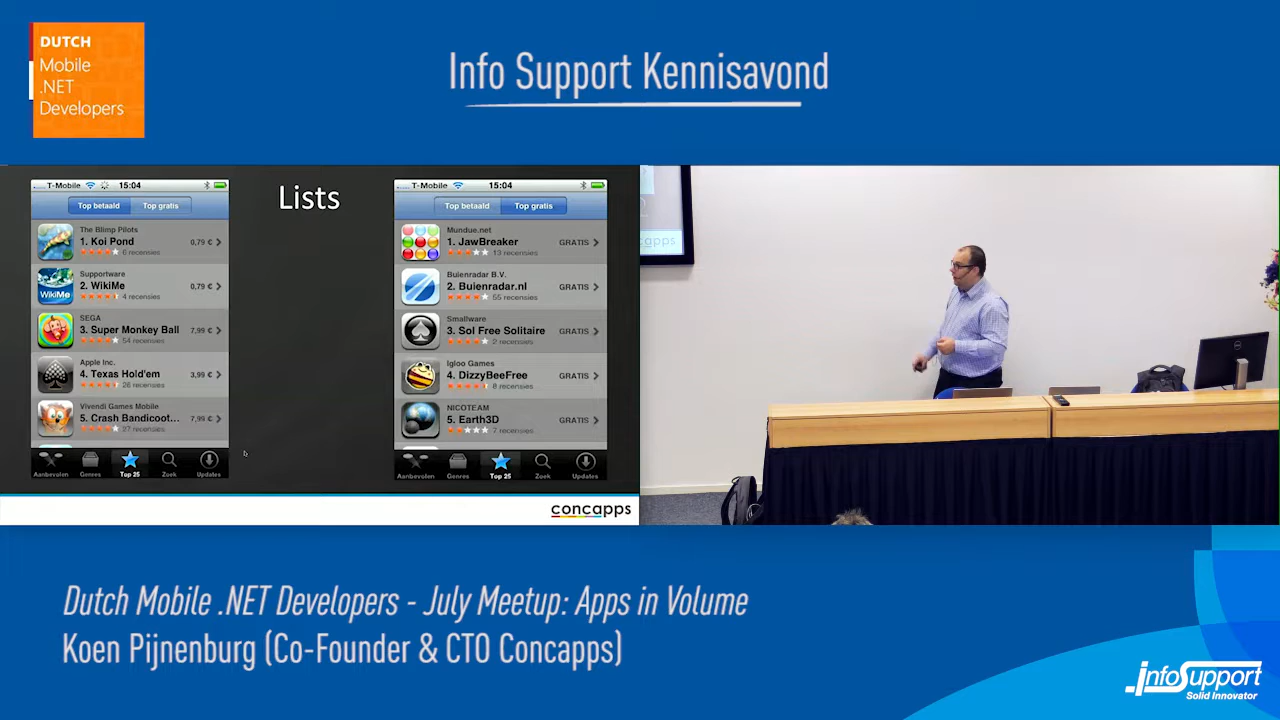 DUTCH
Mobile
.NET
Developers
Info Support Kennisavond
T-Mobile 15:04
Top betaald Top gratis
The Blimp Pilots
1. Koi Pond 0,79 €
6 recensies
Supportware
2. WikiMe 0,79 €
WikiMe
4 recensies
SEGA
3. Super Monkey Ball 7,99 €
54 recensies
Apple Inc.
4. Texas Hold'em 3,99 €
26 recensies
Vivendi Games Mobile
5. Crash Bandicoot... 7,99 €
27 recensies
Aanbevolen Genres Top 25 Zoek Updates
Lists
T-Mobile 15:04
Top betaald Top gratis
Mundue.net
1. JawBreaker GRATIS
13 recensies
Buienradar B.V.
2. Buienradar.nl GRATIS
55 recensies
Smallware
3. Sol Free Solitaire GRATIS
2 recensies
Igloo Games
4. DizzyBeeFree GRATIS
8 recensies
NICOTEAM
5. Earth3D GRATIS
7 recensies
Aanbevolen Genres Top 25 Zoek Updates
concapps
Dutch Mobile .NET Developers - July Meetup: Apps in Volume
Koen Pijnenburg (Co-Founder & CTO Concapps)
InfoSupport
Solid Innovator